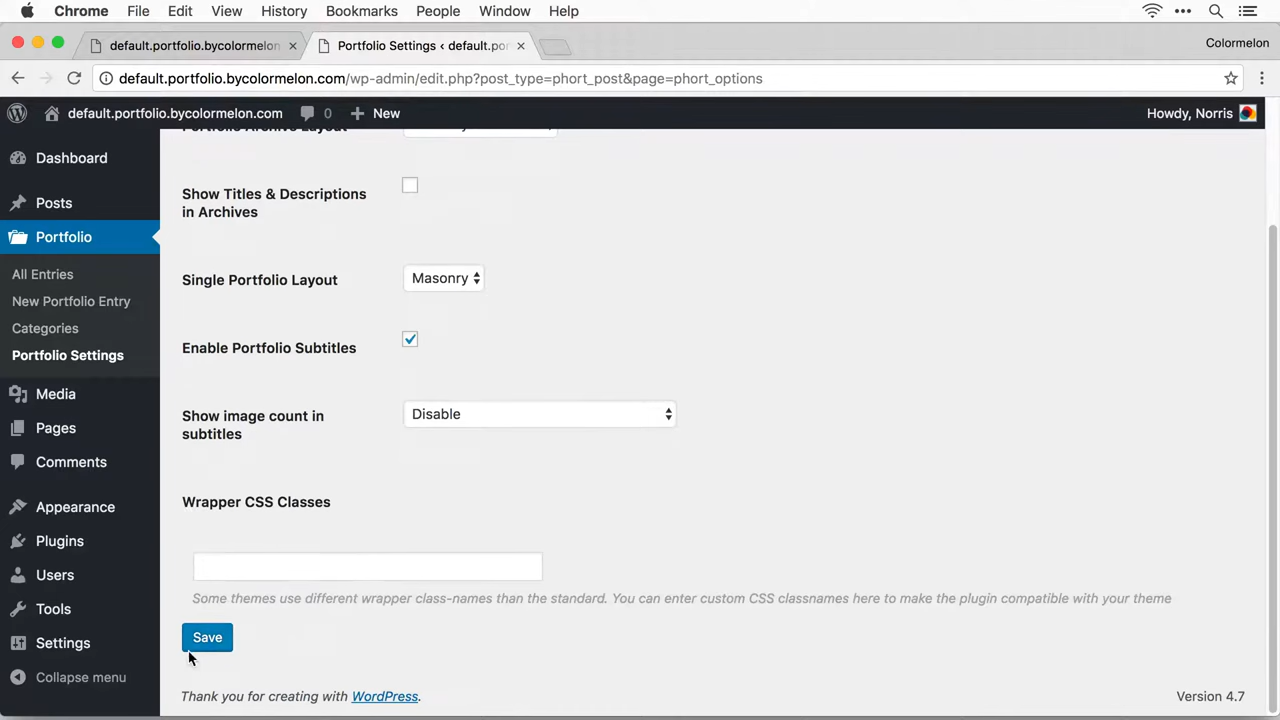 Chrome File Edit View History Bookmarks People Window Help
default.portfolio.bycolormelon × Portfolio Settings ‹ default.por × Colormelon
default.portfolio.bycolormelon.com/wp-admin/edit.php?post_type=phort_post&page=phort_options
default.portfolio.bycolormelon.com 0 + New Howdy, Norris
Portfolio Archive Layout
Dashboard
Posts
Portfolio
All Entries
New Portfolio Entry
Categories
Portfolio Settings
Media
Pages
Comments
Appearance
Plugins
Users
Tools
Settings
Collapse menu
Show Titles & Descriptions
in Archives
Single Portfolio Layout Masonry
Enable Portfolio Subtitles
Show image count in
subtitles
Disable
Wrapper CSS Classes
Some themes use different wrapper class-names than the standard. You can enter custom CSS classnames here to make the plugin compatible with your theme
Save
Thank you for creating with WordPress. Version 4.7